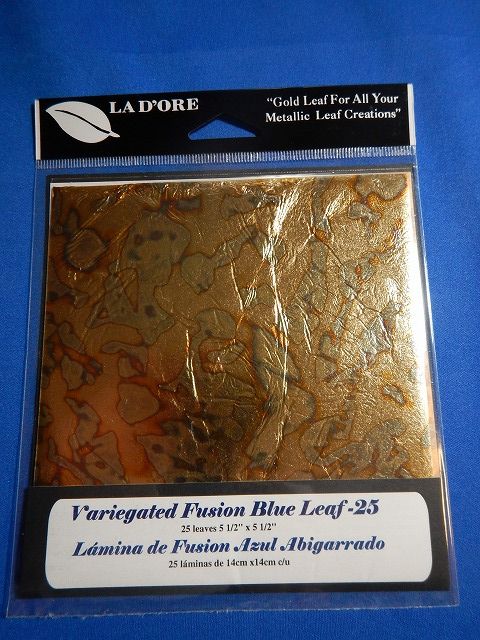 LA D'ORE
"Gold Leaf For All Your
Metallic Leaf Creations"
Variegated Fusion Blue Leaf-25
25 leaves 5 1/2" x 5 1/2"
Lámina de Fusion Azul Abigarrado
25 láminas de 14cm x14cm c/u